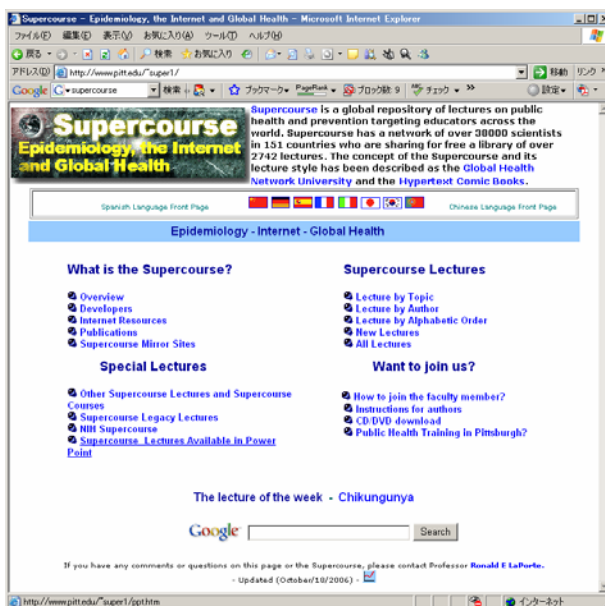 Supercourse - Epidemiology, the Internet and Global Health - Microsoft Internet Explorer
ファイル(F) 編集(E) 表示(V) お気に入り(A) ツール(T) ヘルプ(H)
戻る 検索 お気に入り
アドレス(D) http://www.pitt.edu/~super1/ 移動 リンク »
Google G supercourse 検索 ブックマーク PageRank ブロック数 9 チェック » 設定
Supercourse
Epidemiology, the Internet
and Global Health
Supercourse is a global repository of lectures on public
health and prevention targeting educators across the
world. Supercourse has a network of over 30000 scientists
in 151 countries who are sharing for free a library of over
2742 lectures. The concept of the Supercourse and its
lecture style has been described as the Global Health
Network University and the Hypertext Comic Books.
Spanish Language Front Page Chinese Language Front Page
Epidemiology - Internet - Global Health
What is the Supercourse?
Overview
Developers
Internet Resources
Publications
Supercourse Mirror Sites
Supercourse Lectures
Lecture by Topic
Lecture by Author
Lecture by Alphabetic Order
New Lectures
All Lectures
Special Lectures
Other Supercourse Lectures and Supercourse
Courses
Supercourse Legacy Lectures
NIH Supercourse
Supercourse Lectures Available in Power
Point
Want to join us?
How to join the faculty member?
Instructions for authors
CD/DVD download
Public Health Training in Pittsburgh?
The lecture of the week - Chikungunya
Google Search
If you have any comments or questions on this page or the Supercourse, please contact Professor Ronald E LaPorte.
- Updated (October/18/2006) -
http://www.pitt.edu/~super1/ppt.htm インターネット